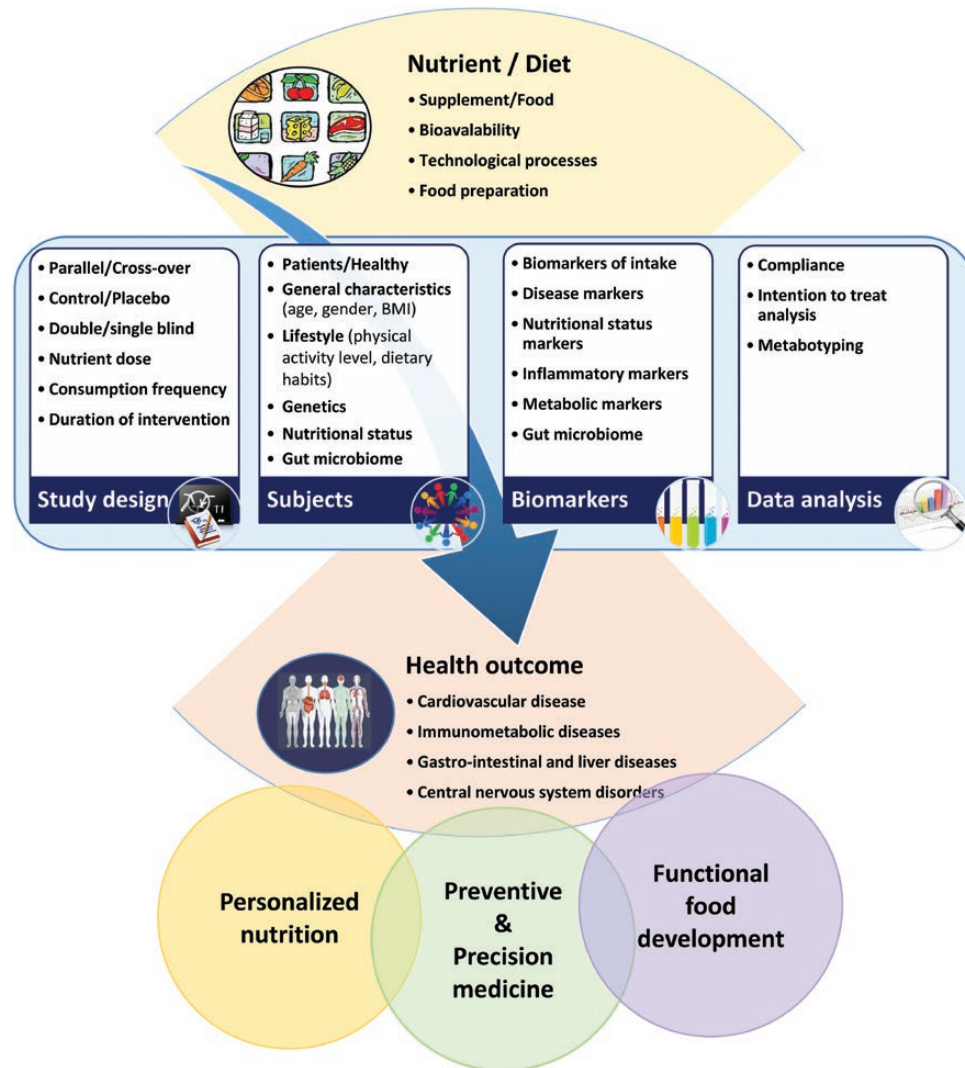 Nutrient / Diet
• Supplement/Food
• Bioavalability
• Technological processes
• Food preparation
• Parallel/Cross-over
• Control/Placebo
• Double/single blind
• Nutrient dose
• Consumption frequency
• Duration of intervention
Study design
• Patients/Healthy
• General characteristics
(age, gender, BMI)
• Lifestyle (physical
activity level, dietary
habits)
• Genetics
• Nutritional status
• Gut microbiome
Subjects
• Biomarkers of intake
• Disease markers
• Nutritional status
markers
• Inflammatory markers
• Metabolic markers
• Gut microbiome
Biomarkers
• Compliance
• Intention to treat
analysis
• Metabotyping
Data analysis
Health outcome
• Cardiovascular disease
• Immunometabolic diseases
• Gastro-intestinal and liver diseases
• Central nervous system disorders
Personalized
nutrition
Preventive
&
Precision
medicine
Functional
food
development